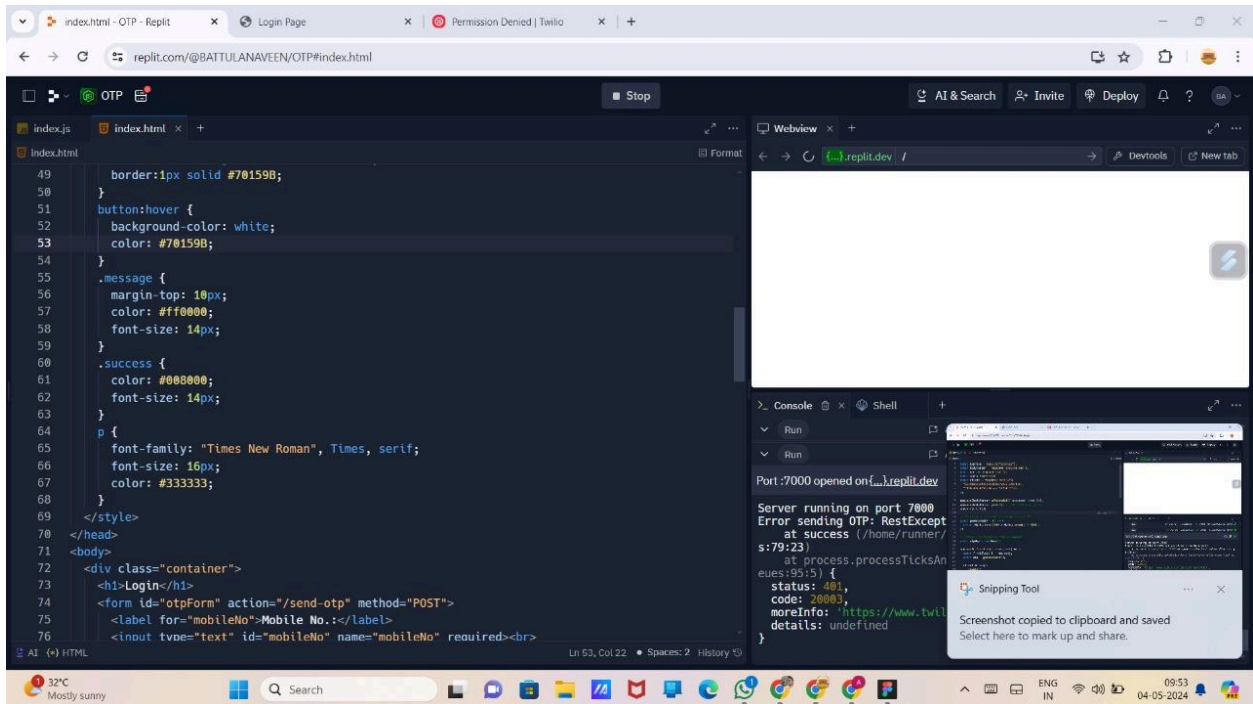 index.html - OTP - Replit
Login Page
Permission Denied | Twilio
replit.com/@BATTULANAVEEN/OTP#index.html
OTP
Stop
AI & Search
Invite
Deploy
BA
index.js
index.html
Webview
index.html
Format
{...}.replit.dev /
Devtools
New tab
49 border:1px solid #70159B;
50 }
51 button:hover {
52 background-color: white;
53 color: #70159B;
54 }
55 .message {
56 margin-top: 10px;
57 color: #ff0000;
58 font-size: 14px;
59 }
60 .success {
61 color: #008000;
62 font-size: 14px;
63 }
64 p {
65 font-family: "Times New Roman", Times, serif;
66 font-size: 16px;
67 color: #333333;
68 }
69 </style>
70 </head>
71 <body>
72 <div class="container">
73 <h1>Login</h1>
74 <form id="otpForm" action="/send-otp" method="POST">
75 <label for="mobileNo">Mobile No.:</label>
76 <input type="text" id="mobileNo" name="mobileNo" required><br>
Console
Shell
Run
Run
Port :7000 opened on {...}.replit.dev
Server running on port 7000
Error sending OTP: RestExcept
at success (/home/runner/
s:79:23)
at process.processTicksAn
eues:95:5) {
status: 401,
code: 20003,
moreInfo: 'https://www.twil
details: undefined
}
Snipping Tool
Screenshot copied to clipboard and saved
Select here to mark up and share.
AI {*} HTML
Ln 53, Col 22 • Spaces: 2 History
32°C
Mostly sunny
Search
ENG
IN
09:53
04-05-2024